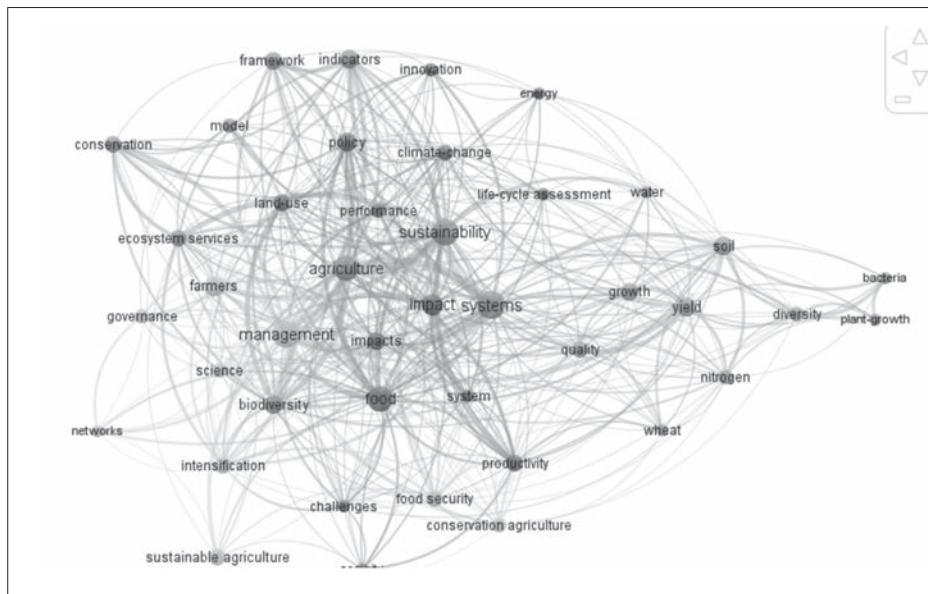 framework
indicators
innovation
energy
model
conservation
policy
climate-change
life-cycle assessment
water
land-use
performance
sustainability
ecosystem services
soil
agriculture
bacteria
farmers
growth
impact
systems
yield
governance
diversity
plant-growth
management
impacts
quality
science
nitrogen
food
system
biodiversity
networks
wheat
intensification
productivity
challenges
food security
conservation agriculture
sustainable agriculture